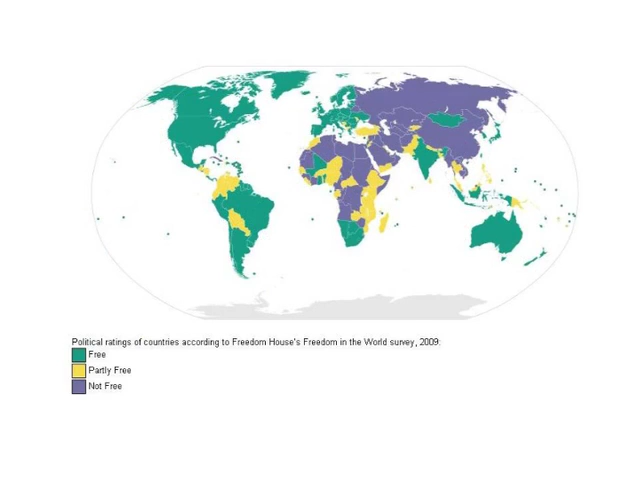 Political ratings of countries according to Freedom House's Freedom in the World survey, 2009:
Free
Partly Free
Not Free